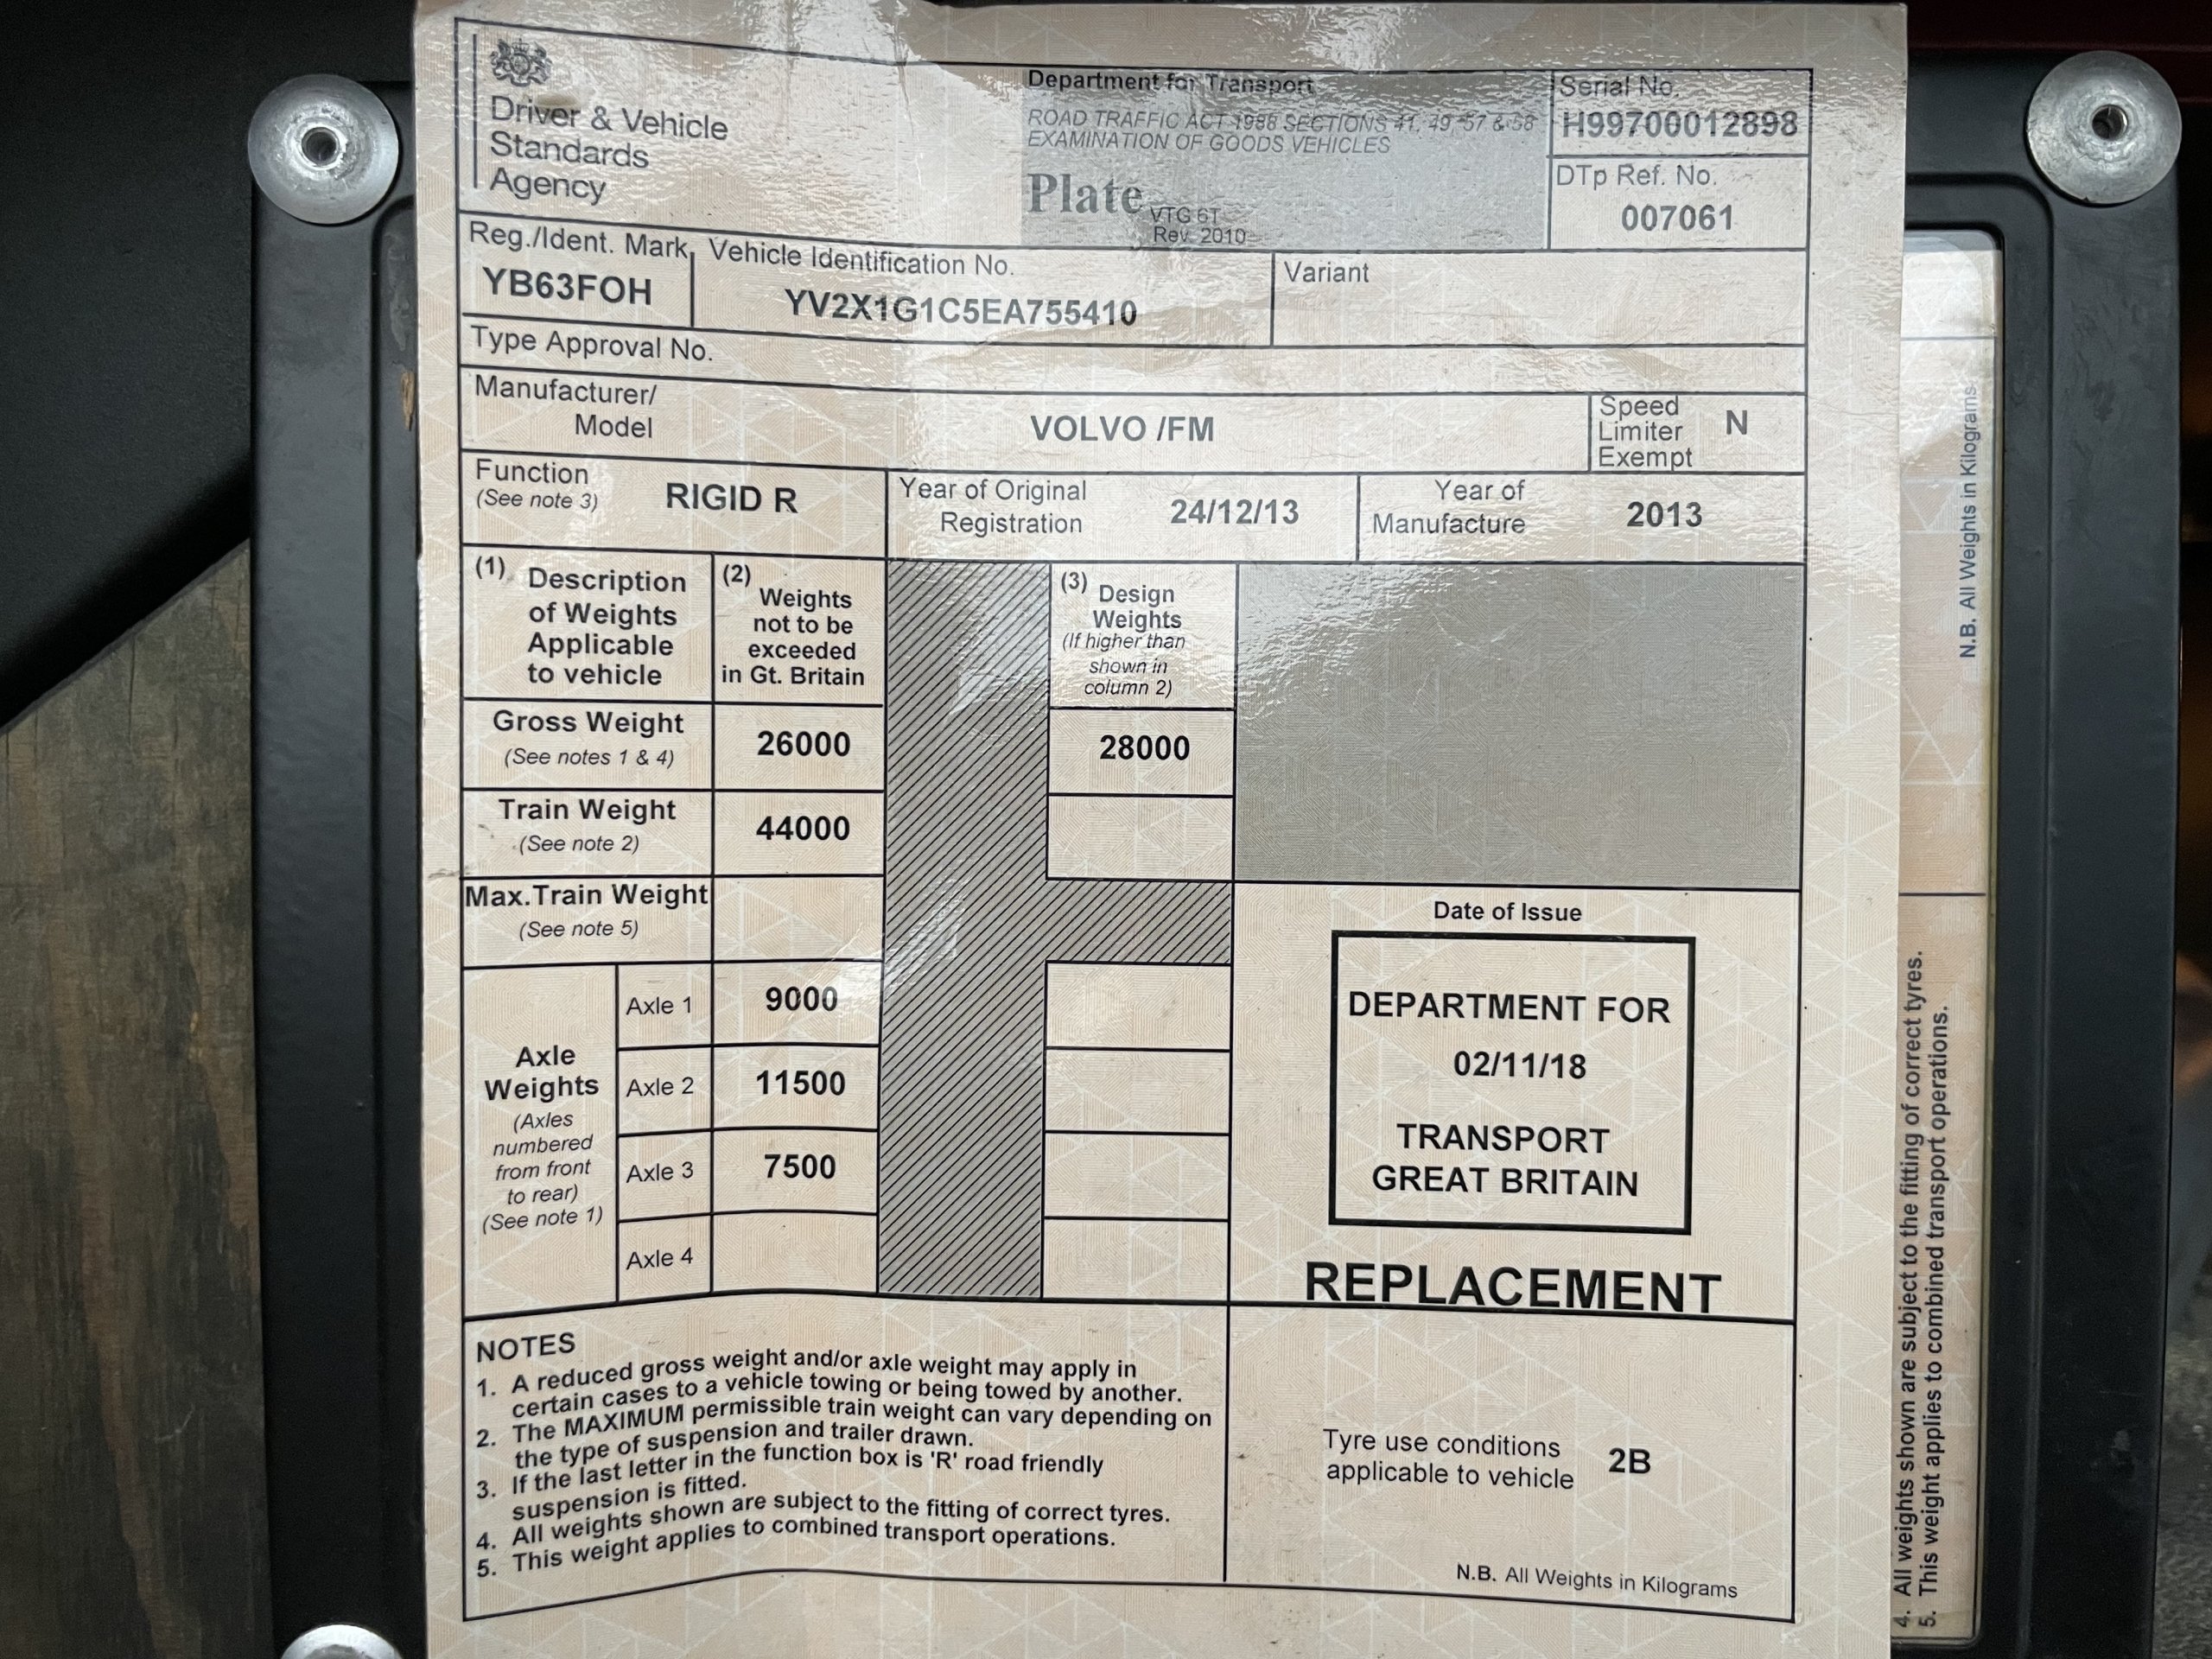 Driver & Vehicle
Standards
Agency
Department for Transport
ROAD TRAFFIC ACT 1988 SECTIONS 41, 49, 57 & 58
EXAMINATION OF GOODS VEHICLES
Plate VTG 6T
Rev. 2010
Serial No.
H99700012898
DTp Ref. No.
007061
Reg./Ident. Mark
YB63FOH
Vehicle Identification No.
YV2X1G1C5EA755410
Variant
Type Approval No.
Manufacturer/
Model
VOLVO /FM
Speed
Limiter
Exempt
N
Function
(See note 3)
RIGID R
Year of Original
Registration
24/12/13
Year of
Manufacture
2013
(1) Description
of Weights
Applicable
to vehicle
(2) Weights
not to be
exceeded
in Gt. Britain
(3) Design
Weights
(If higher than
shown in
column 2)
Gross Weight
(See notes 1 & 4)
26000
28000
Train Weight
(See note 2)
44000
Max.Train Weight
(See note 5)
Axle
Weights
(Axles
numbered
from front
to rear)
(See note 1)
Axle 1 9000
Axle 2 11500
Axle 3 7500
Axle 4
Date of Issue
DEPARTMENT FOR
02/11/18
TRANSPORT
GREAT BRITAIN
REPLACEMENT
NOTES
1. A reduced gross weight and/or axle weight may apply in
certain cases to a vehicle towing or being towed by another.
2. The MAXIMUM permissible train weight can vary depending on
the type of suspension and trailer drawn.
3. If the last letter in the function box is 'R' road friendly
suspension is fitted.
4. All weights shown are subject to the fitting of correct tyres.
5. This weight applies to combined transport operations.
Tyre use conditions
applicable to vehicle
2B
N.B. All Weights in Kilograms
N.B. All Weights in Kilograms
4. All weights shown are subject to the fitting of correct tyres.
5. This weight applies to combined transport operations.